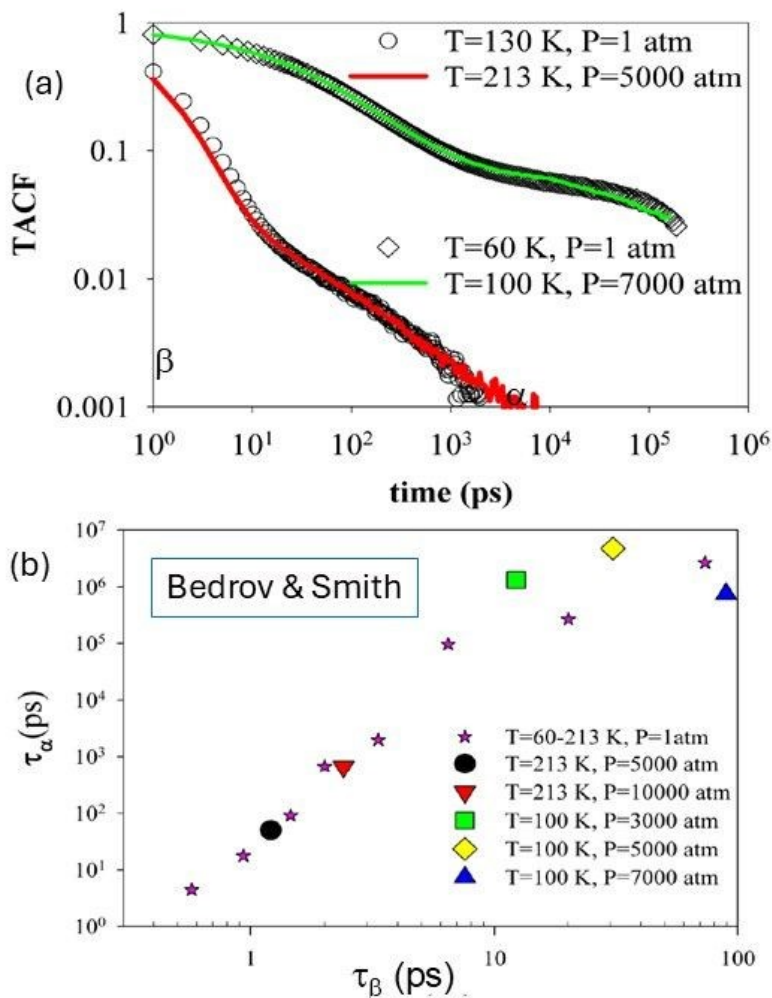 (a)
TACF
1
0.1
0.01
0.001
T=130 K, P=1 atm
T=213 K, P=5000 atm
T=60 K, P=1 atm
T=100 K, P=7000 atm
β
α
10⁰ 10¹ 10² 10³ 10⁴ 10⁵ 10⁶
time (ps)
(b)
Bedrov & Smith
τα(ps)
10⁷
10⁶
10⁵
10⁴
10³
10²
10¹
10⁰
T=60-213 K, P=1atm
T=213 K, P=5000 atm
T=213 K, P=10000 atm
T=100 K, P=3000 atm
T=100 K, P=5000 atm
T=100 K, P=7000 atm
1 10 100
τβ (ps)